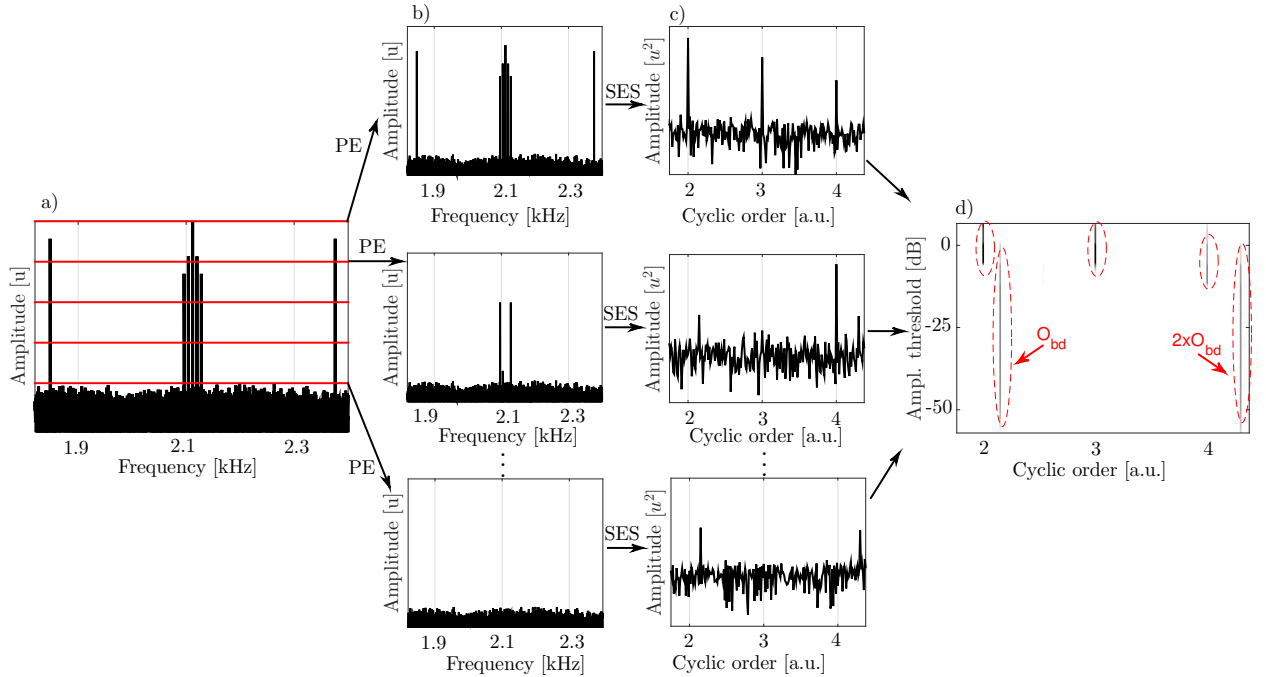 a)
Amplitude [u]
1.9
2.1
2.3
Frequency [kHz]
PE
PE
PE
b)
Amplitude [u]
1.9
2.1
2.3
Frequency [kHz]
Amplitude [u]
1.9
2.1
2.3
Frequency [kHz]
Amplitude [u]
1.9
2.1
2.3
Frequency [kHz]
SES
SES
SES
c)
Amplitude [u²]
2
3
4
Cyclic order [a.u.]
Amplitude [u²]
2
3
4
Cyclic order [a.u.]
Amplitude [u²]
2
3
4
Cyclic order [a.u.]
d)
Ampl. threshold [dB]
0
-25
-50
O_bd
2xO_bd
2
3
4
Cyclic order [a.u.]